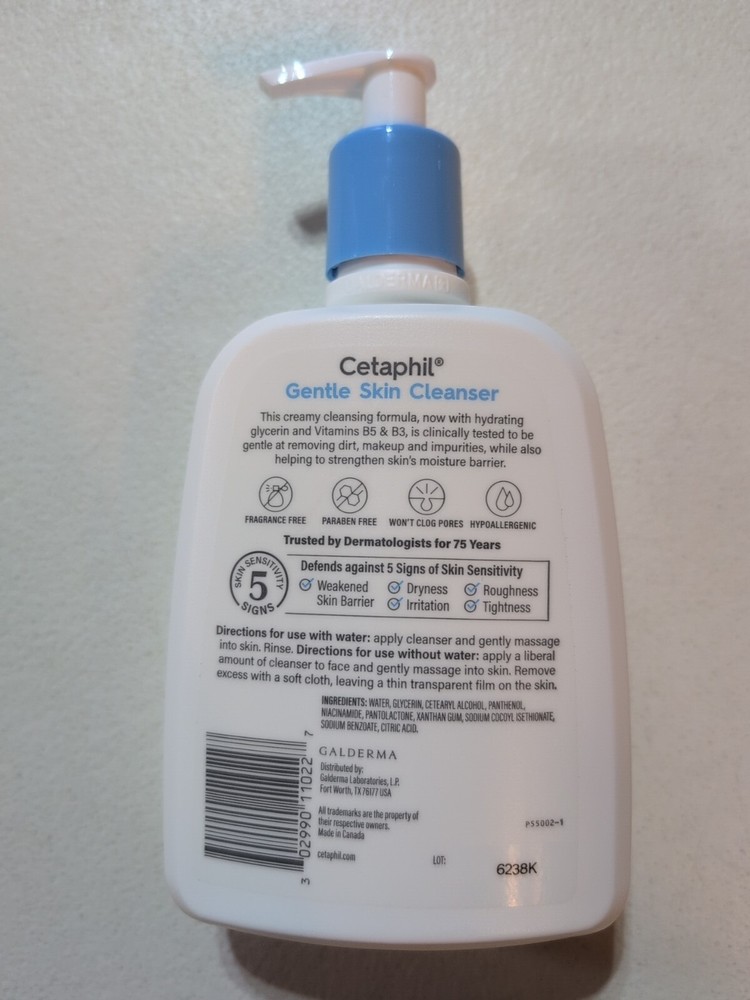 Cetaphil®
Gentle Skin Cleanser
This creamy cleansing formula, now with hydrating
glycerin and Vitamins B5 & B3, is clinically tested to be
gentle at removing dirt, makeup and impurities, while also
helping to strengthen skin's moisture barrier.
FRAGRANCE FREE PARABEN FREE WON'T CLOG PORES HYPOALLERGENIC
Trusted by Dermatologists for 75 Years
SKIN SENSITIVITY
5
SIGNS
Defends against 5 Signs of Skin Sensitivity
Weakened Dryness Roughness
Skin Barrier Irritation Tightness
Directions for use with water: apply cleanser and gently massage
into skin. Rinse. Directions for use without water: apply a liberal
amount of cleanser to face and gently massage into skin. Remove
excess with a soft cloth, leaving a thin transparent film on the skin.
INGREDIENTS: WATER, GLYCERIN, CETEARYL ALCOHOL, PANTHENOL,
NIACINAMIDE, PANTOLACTONE, XANTHAN GUM, SODIUM COCOYL ISETHIONATE,
SODIUM BENZOATE, CITRIC ACID.
GALDERMA
Distributed by:
Galderma Laboratories, L.P.
Fort Worth, TX 76177 USA
All trademarks are the property of
their respective owners.
Made in Canada
cetaphil.com
3 02990 11022 7
P55002-1
LOT:
6238K